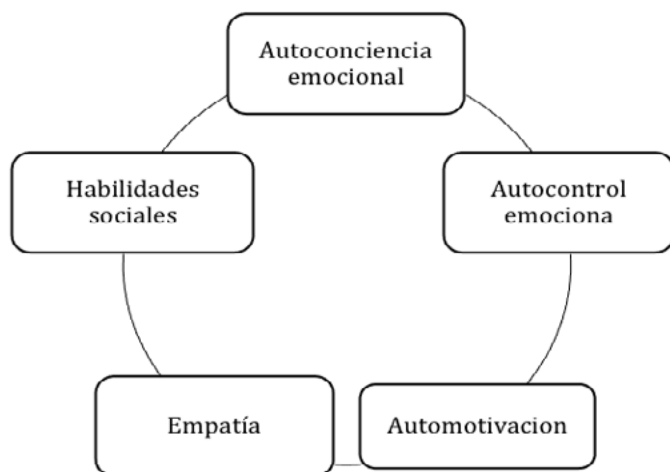 Autoconciencia
emocional
Habilidades
sociales
Autocontrol
emociona
Empatía
Automotivacion